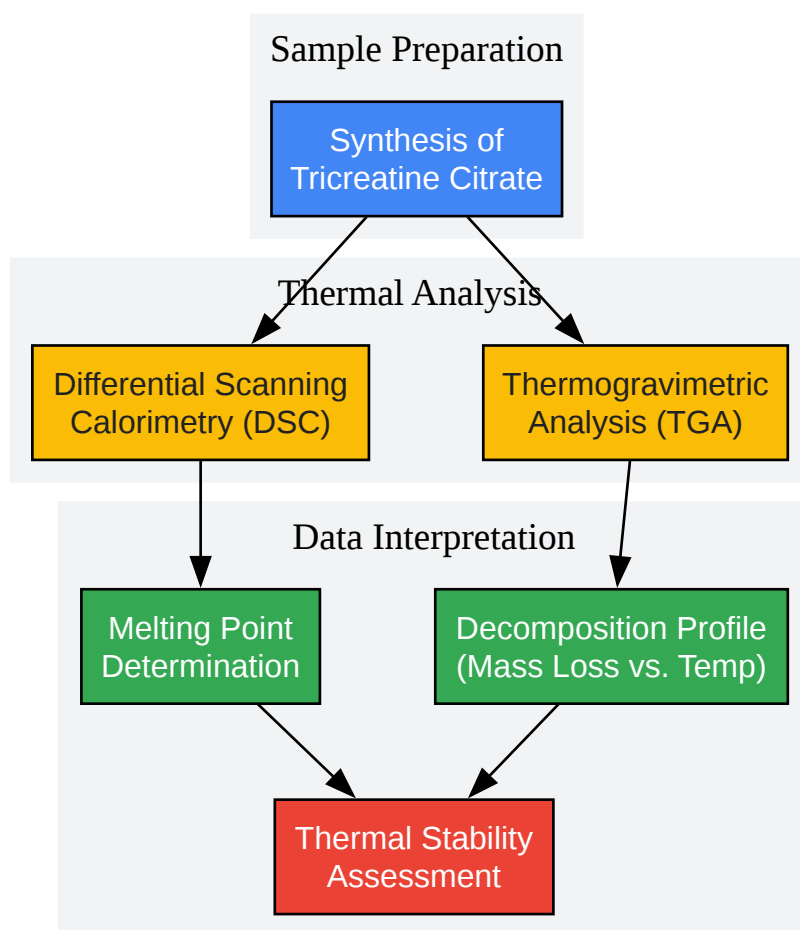 Sample Preparation
Synthesis of
Tricreatine Citrate
Thermal Analysis
Differential Scanning
Calorimetry (DSC)
Thermogravimetric
Analysis (TGA)
Data Interpretation
Melting Point
Determination
Decomposition Profile
(Mass Loss vs. Temp)
Thermal Stability
Assessment